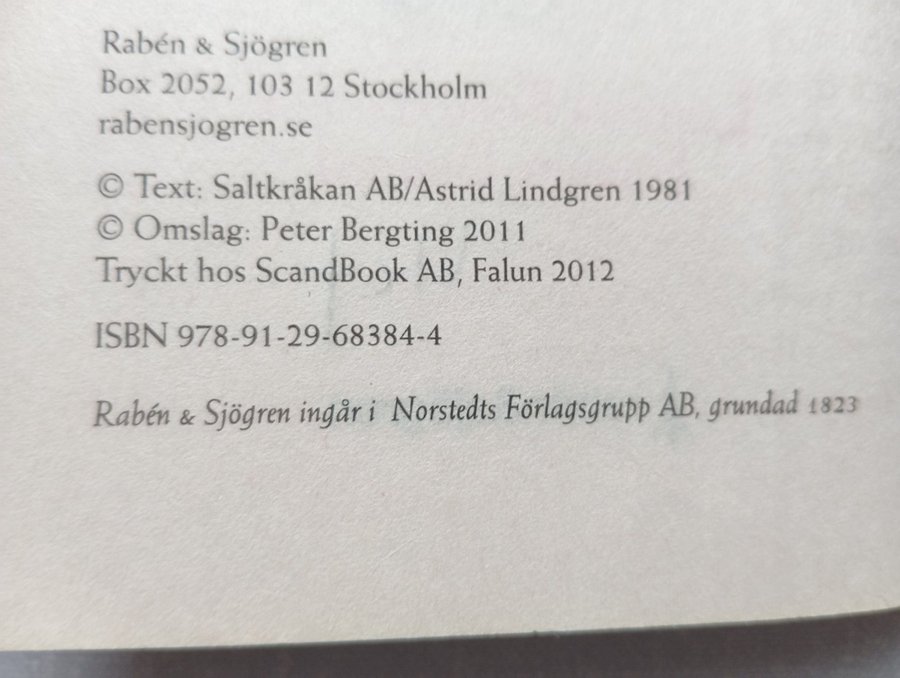 Rabén & Sjögren
Box 2052, 103 12 Stockholm
rabensjogren.se
© Text: Saltkråkan AB/Astrid Lindgren 1981
© Omslag: Peter Bergting 2011
Tryckt hos ScandBook AB, Falun 2012
ISBN 978-91-29-68384-4
Rabén & Sjögren ingår i Norstedts Förlagsgrupp AB, grundad 1823